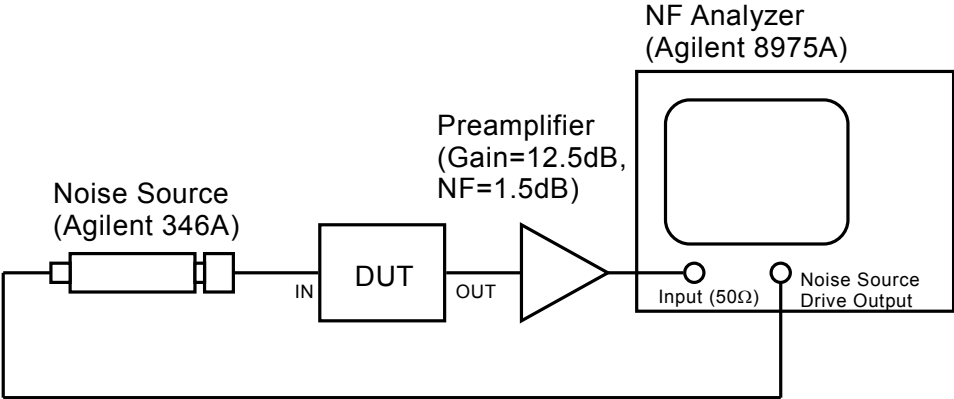 NF Analyzer
(Agilent 8975A)
Preamplifier
(Gain=12.5dB,
NF=1.5dB)
Noise Source
(Agilent 346A)
DUT
IN
OUT
Input (50Ω)
Noise Source
Drive Output